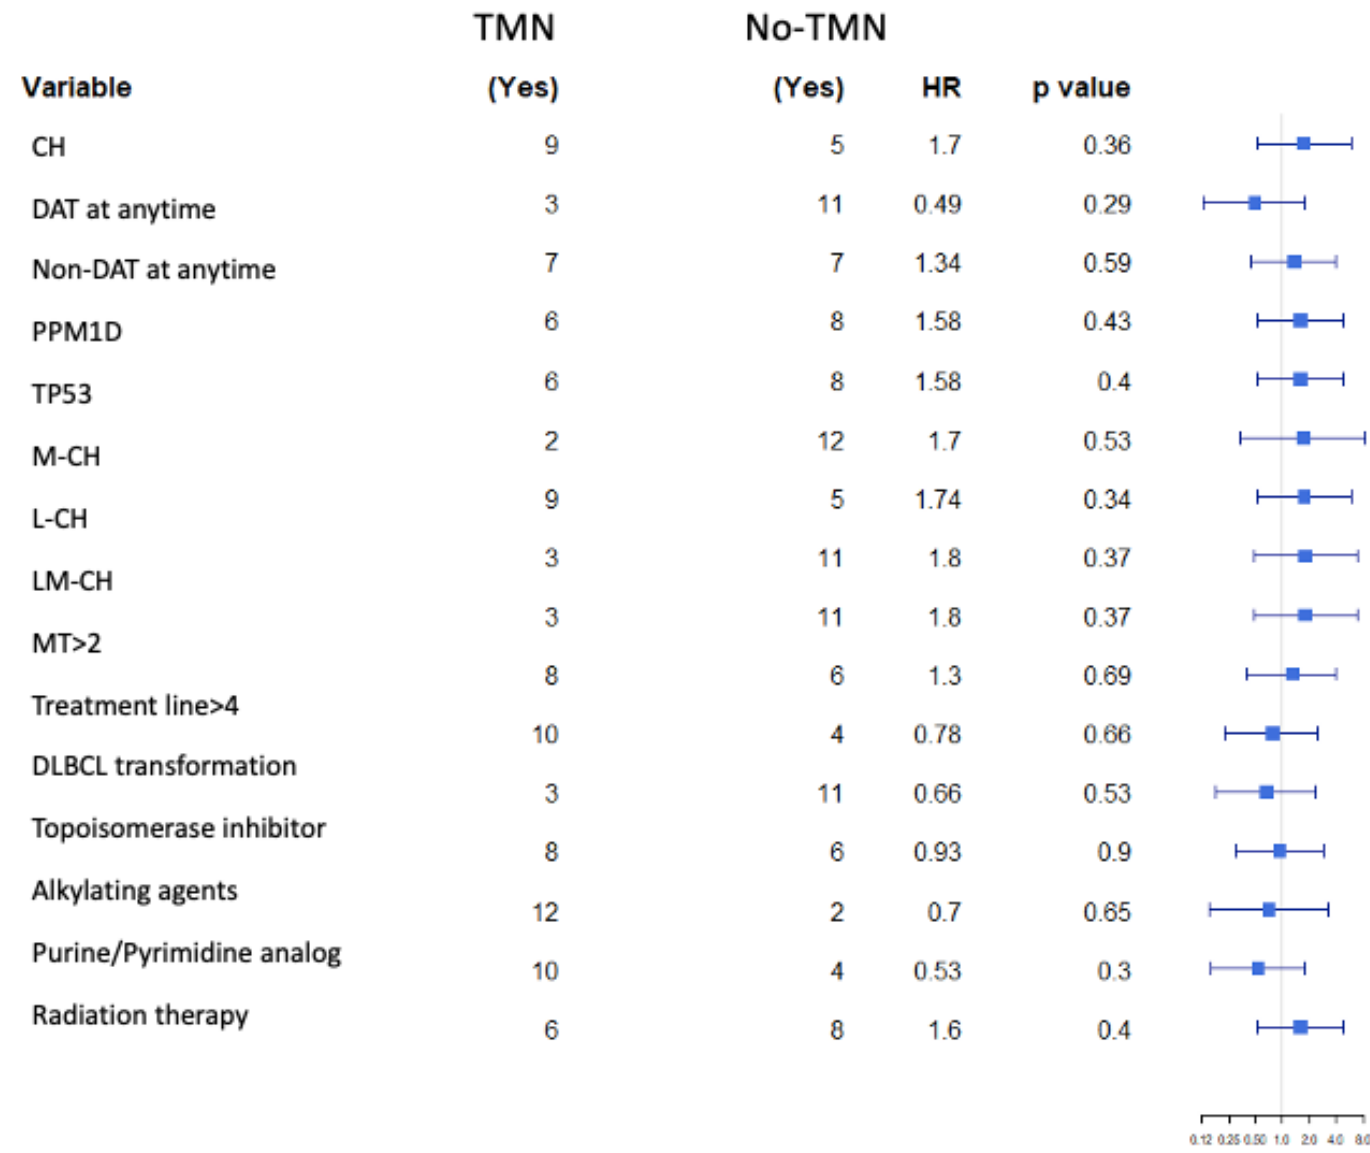 TMN No-TMN
Variable (Yes) (Yes) HR p value
CH 9 5 1.7 0.36
DAT at anytime 3 11 0.49 0.29
Non-DAT at anytime 7 7 1.34 0.59
PPM1D 6 8 1.58 0.43
TP53 6 8 1.58 0.4
M-CH 2 12 1.7 0.53
L-CH 9 5 1.74 0.34
LM-CH 3 11 1.8 0.37
MT>2 3 11 1.8 0.37
Treatment line>4 8 6 1.3 0.69
DLBCL transformation 10 4 0.78 0.66
Topoisomerase inhibitor 3 11 0.66 0.53
Alkylating agents 8 6 0.93 0.9
Purine/Pyrimidine analog 12 2 0.7 0.65
Radiation therapy 10 4 0.53 0.3
6 8 1.6 0.4
0.12 0.25 0.50 1.0 2.0 4.0 8.0